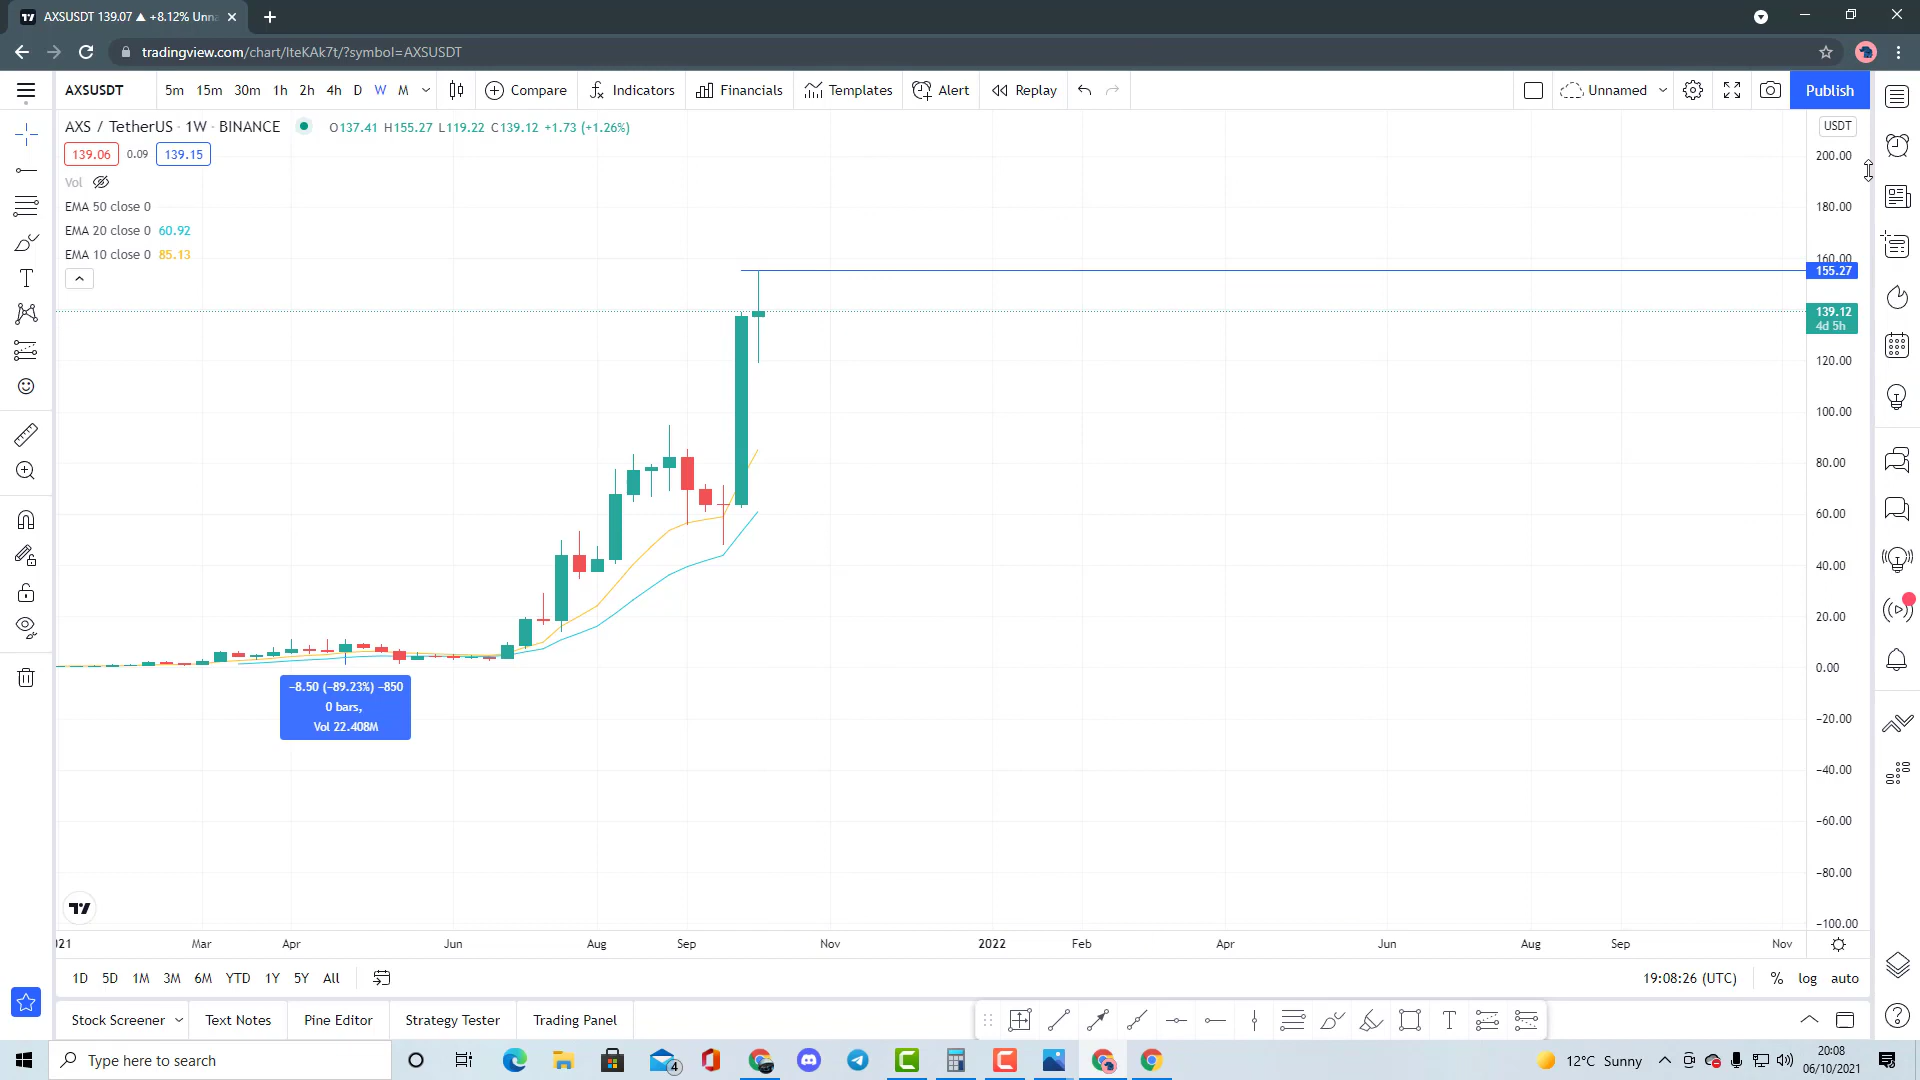 AXSUSDT 139.07 ▲ +8.12% Unna
tradingview.com/chart/lteKAk7t/?symbol=AXSUSDT
AXSUSDT 5m 15m 30m 1h 2h 4h D W M Compare Indicators Financials Templates Alert Replay Unnamed Publish
AXS / TetherUS · 1W · BINANCE O137.41 H155.27 L119.22 C139.12 +1.73 (+1.26%)
USDT
139.06 0.09 139.15
Vol
EMA 50 close 0
EMA 20 close 0 60.92
EMA 10 close 0 85.13
200.00
180.00
160.00
155.27
139.12
4d 5h
120.00
100.00
80.00
60.00
40.00
20.00
0.00
−20.00
−40.00
−60.00
−80.00
−100.00
−8.50 (−89.23%) −850
0 bars,
Vol 22.408M
Mar Apr Jun Aug Sep Nov 2022 Feb Apr Jun Aug Sep Nov
1D 5D 1M 3M 6M YTD 1Y 5Y All 19:08:26 (UTC) % log auto
Stock Screener Text Notes Pine Editor Strategy Tester Trading Panel
Type here to search
4
12°C Sunny
20:08
06/10/2021